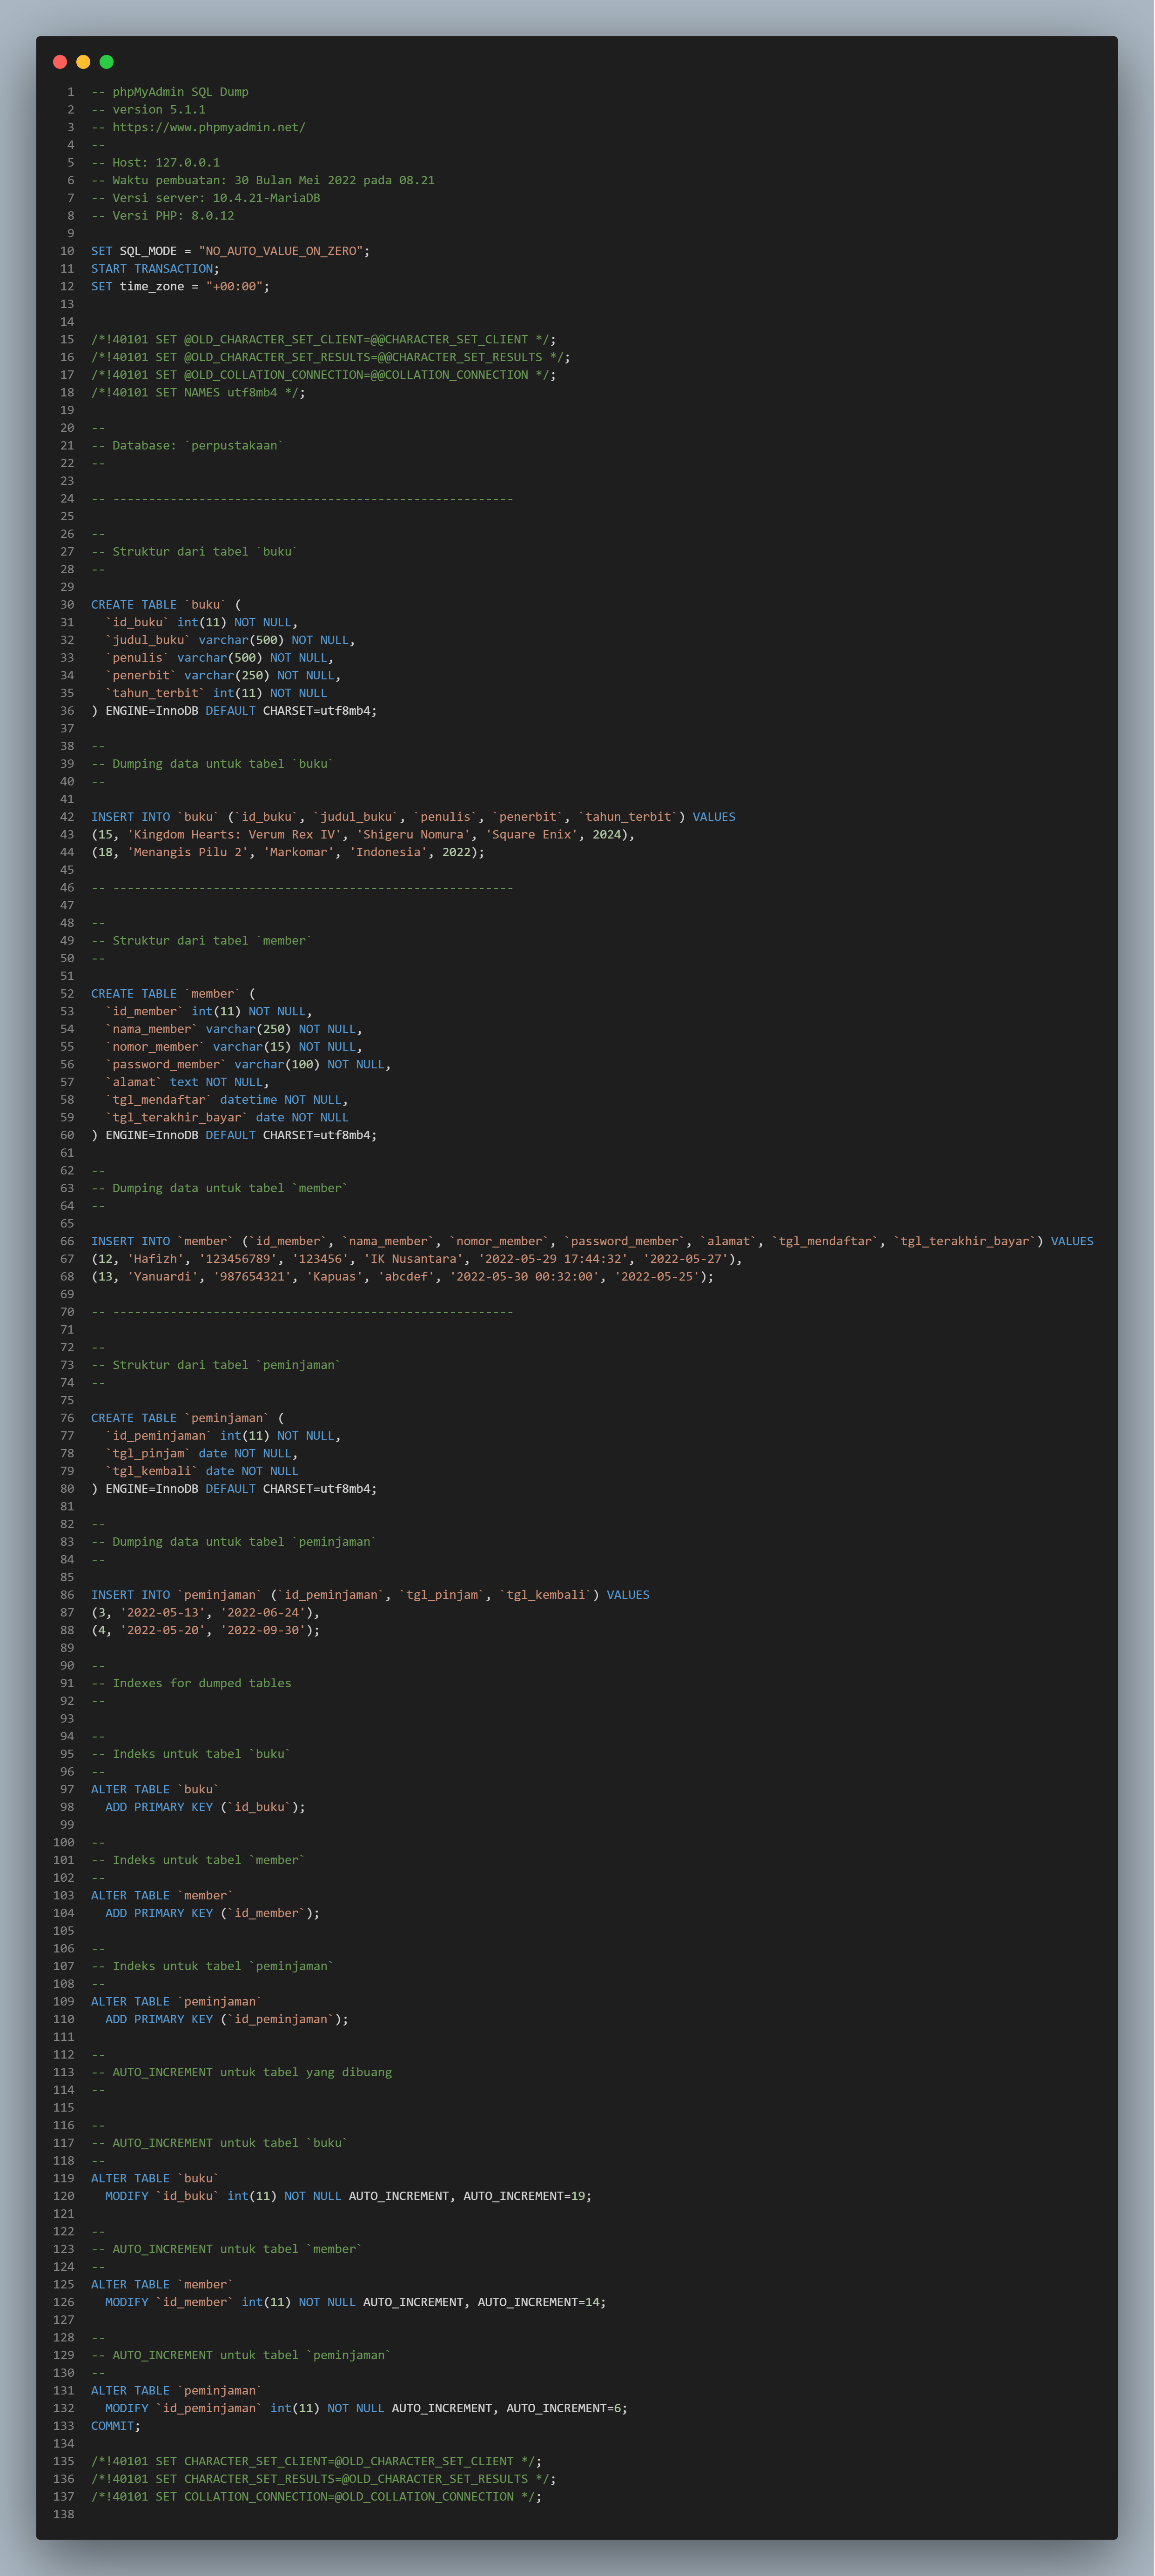 1 -- phpMyAdmin SQL Dump
2 -- version 5.1.1
3 -- https://www.phpmyadmin.net/
4 --
5 -- Host: 127.0.0.1
6 -- Waktu pembuatan: 30 Bulan Mei 2022 pada 08.21
7 -- Versi server: 10.4.21-MariaDB
8 -- Versi PHP: 8.0.12
9
10 SET SQL_MODE = "NO_AUTO_VALUE_ON_ZERO";
11 START TRANSACTION;
12 SET time_zone = "+00:00";
13
14
15 /*!40101 SET @OLD_CHARACTER_SET_CLIENT=@@CHARACTER_SET_CLIENT */;
16 /*!40101 SET @OLD_CHARACTER_SET_RESULTS=@@CHARACTER_SET_RESULTS */;
17 /*!40101 SET @OLD_COLLATION_CONNECTION=@@COLLATION_CONNECTION */;
18 /*!40101 SET NAMES utf8mb4 */;
19
20 --
21 -- Database: `perpustakaan`
22 --
23
24 -- --------------------------------------------------------
25
26 --
27 -- Struktur dari tabel `buku`
28 --
29
30 CREATE TABLE `buku` (
31   `id_buku` int(11) NOT NULL,
32   `judul_buku` varchar(500) NOT NULL,
33   `penulis` varchar(500) NOT NULL,
34   `penerbit` varchar(250) NOT NULL,
35   `tahun_terbit` int(11) NOT NULL
36 ) ENGINE=InnoDB DEFAULT CHARSET=utf8mb4;
37
38 --
39 -- Dumping data untuk tabel `buku`
40 --
41
42 INSERT INTO `buku` (`id_buku`, `judul_buku`, `penulis`, `penerbit`, `tahun_terbit`) VALUES
43 (15, 'Kingdom Hearts: Verum Rex IV', 'Shigeru Nomura', 'Square Enix', 2024),
44 (18, 'Menangis Pilu 2', 'Markomar', 'Indonesia', 2022);
45
46 -- --------------------------------------------------------
47
48 --
49 -- Struktur dari tabel `member`
50 --
51
52 CREATE TABLE `member` (
53   `id_member` int(11) NOT NULL,
54   `nama_member` varchar(250) NOT NULL,
55   `nomor_member` varchar(15) NOT NULL,
56   `password_member` varchar(100) NOT NULL,
57   `alamat` text NOT NULL,
58   `tgl_mendaftar` datetime NOT NULL,
59   `tgl_terakhir_bayar` date NOT NULL
60 ) ENGINE=InnoDB DEFAULT CHARSET=utf8mb4;
61
62 --
63 -- Dumping data untuk tabel `member`
64 --
65
66 INSERT INTO `member` (`id_member`, `nama_member`, `nomor_member`, `password_member`, `alamat`, `tgl_mendaftar`, `tgl_terakhir_bayar`) VALUES
67 (12, 'Hafizh', '123456789', '123456', 'IK Nusantara', '2022-05-29 17:44:32', '2022-05-27'),
68 (13, 'Yanuardi', '987654321', 'Kapuas', 'abcdef', '2022-05-30 00:32:00', '2022-05-25');
69
70 -- --------------------------------------------------------
71
72 --
73 -- Struktur dari tabel `peminjaman`
74 --
75
76 CREATE TABLE `peminjaman` (
77   `id_peminjaman` int(11) NOT NULL,
78   `tgl_pinjam` date NOT NULL,
79   `tgl_kembali` date NOT NULL
80 ) ENGINE=InnoDB DEFAULT CHARSET=utf8mb4;
81
82 --
83 -- Dumping data untuk tabel `peminjaman`
84 --
85
86 INSERT INTO `peminjaman` (`id_peminjaman`, `tgl_pinjam`, `tgl_kembali`) VALUES
87 (3, '2022-05-13', '2022-06-24'),
88 (4, '2022-05-20', '2022-09-30');
89
90 --
91 -- Indexes for dumped tables
92 --
93
94 --
95 -- Indeks untuk tabel `buku`
96 --
97 ALTER TABLE `buku`
98   ADD PRIMARY KEY (`id_buku`);
99
100 --
101 -- Indeks untuk tabel `member`
102 --
103 ALTER TABLE `member`
104   ADD PRIMARY KEY (`id_member`);
105
106 --
107 -- Indeks untuk tabel `peminjaman`
108 --
109 ALTER TABLE `peminjaman`
110   ADD PRIMARY KEY (`id_peminjaman`);
111
112 --
113 -- AUTO_INCREMENT untuk tabel yang dibuang
114 --
115
116 --
117 -- AUTO_INCREMENT untuk tabel `buku`
118 --
119 ALTER TABLE `buku`
120   MODIFY `id_buku` int(11) NOT NULL AUTO_INCREMENT, AUTO_INCREMENT=19;
121
122 --
123 -- AUTO_INCREMENT untuk tabel `member`
124 --
125 ALTER TABLE `member`
126   MODIFY `id_member` int(11) NOT NULL AUTO_INCREMENT, AUTO_INCREMENT=14;
127
128 --
129 -- AUTO_INCREMENT untuk tabel `peminjaman`
130 --
131 ALTER TABLE `peminjaman`
132   MODIFY `id_peminjaman` int(11) NOT NULL AUTO_INCREMENT, AUTO_INCREMENT=6;
133 COMMIT;
134
135 /*!40101 SET CHARACTER_SET_CLIENT=@OLD_CHARACTER_SET_CLIENT */;
136 /*!40101 SET CHARACTER_SET_RESULTS=@OLD_CHARACTER_SET_RESULTS */;
137 /*!40101 SET COLLATION_CONNECTION=@OLD_COLLATION_CONNECTION */;
138